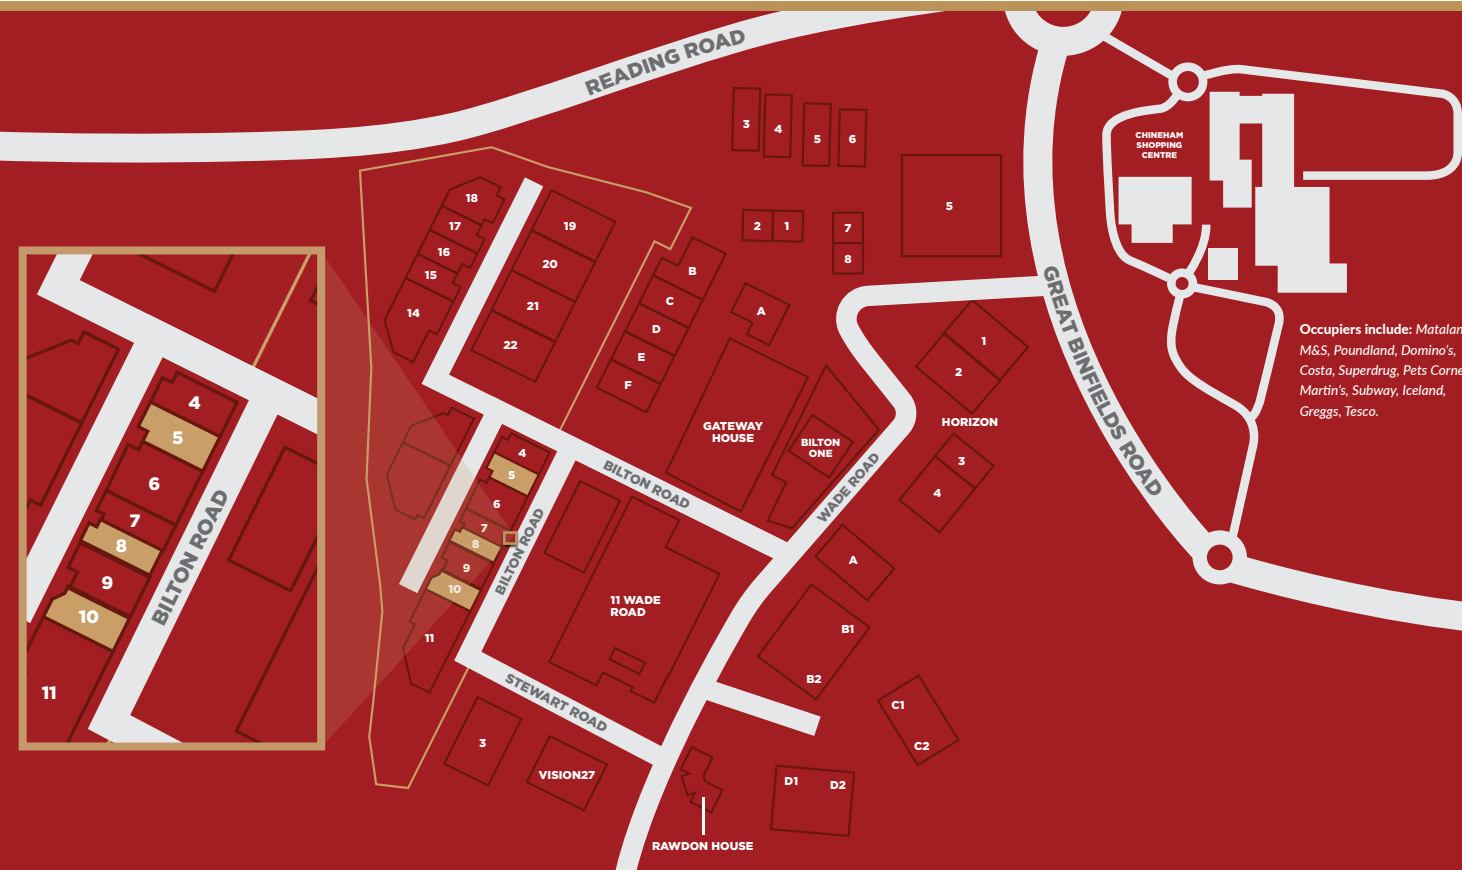 READING ROAD
3
4
5
6
CHINEHAM
SHOPPING
CENTRE
18
17
16
15
14
19
20
21
22
2
1
7
8
5
B
C
D
E
F
A
GREAT BINFIELDS ROAD
Occupiers include: Matalan
M&S, Poundland, Domino's,
Costa, Superdrug, Pets Corne
Martin's, Subway, Iceland,
Greggs, Tesco.
1
2
HORIZON
3
4
GATEWAY
HOUSE
BILTON
ONE
WADE ROAD
BILTON ROAD
4
5
6
7
8
9
10
11
BILTON ROAD
4
5
6
7
8
9
10
11
BILTON ROAD
11 WADE
ROAD
A
B1
B2
C1
C2
D1
D2
STEWART ROAD
3
VISION27
RAWDON HOUSE